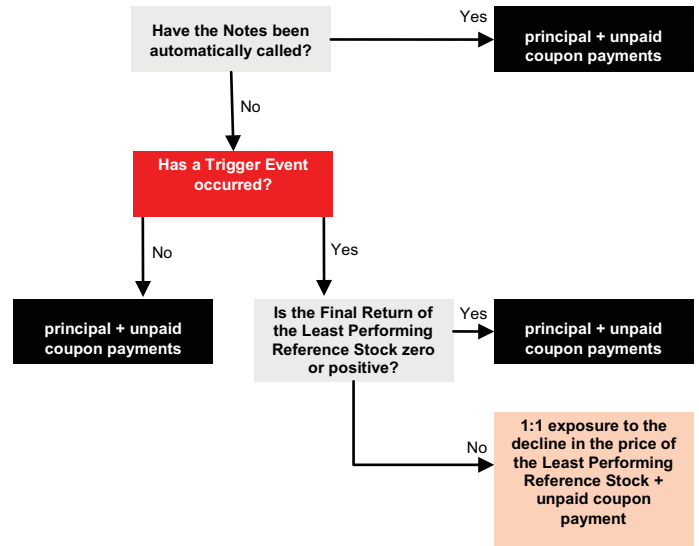 Have the Notes been
automatically called?
Yes
principal + unpaid
coupon payments
No
Has a Trigger Event
occurred?
No
Yes
principal + unpaid
coupon payments
Is the Final Return of
the Least Performing
Reference Stock zero
or positive?
Yes
principal + unpaid
coupon payments
No
1:1 exposure to the
decline in the price of
the Least Performing
Reference Stock +
unpaid coupon
payment